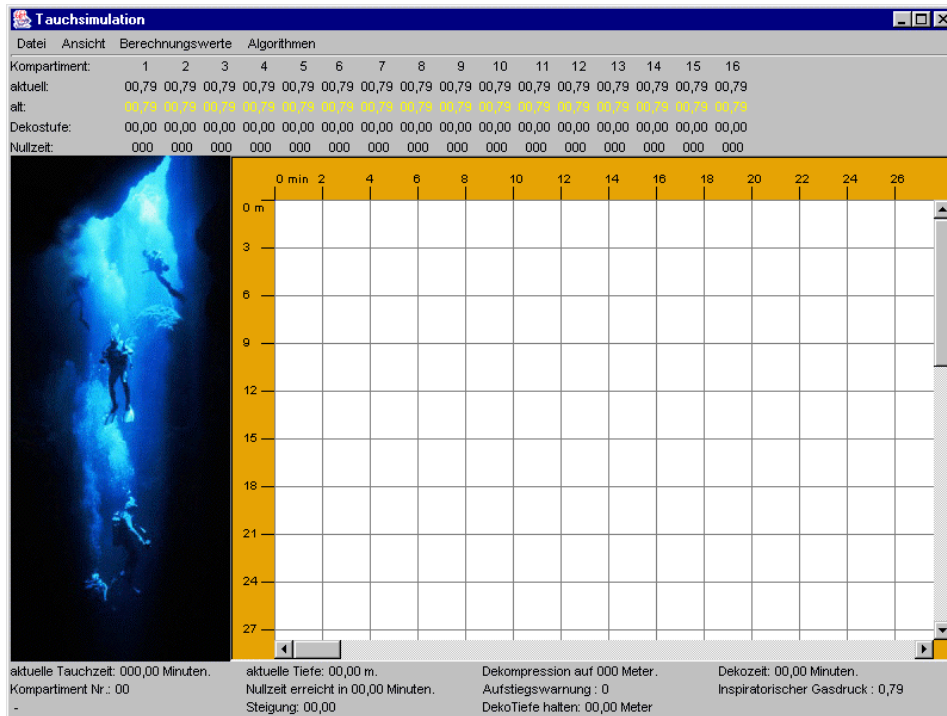 Tauchsimulation
Datei Ansicht Berechnungswerte Algorithmen
Kompartiment: 1 2 3 4 5 6 7 8 9 10 11 12 13 14 15 16
aktuell: 00,79 00,79 00,79 00,79 00,79 00,79 00,79 00,79 00,79 00,79 00,79 00,79 00,79 00,79 00,79 00,79
alt: 00,79 00,79 00,79 00,79 00,79 00,79 00,79 00,79 00,79 00,79 00,79 00,79 00,79 00,79 00,79 00,79
Dekostufe: 00,00 00,00 00,00 00,00 00,00 00,00 00,00 00,00 00,00 00,00 00,00 00,00 00,00 00,00 00,00 00,00
Nullzeit: 000 000 000 000 000 000 000 000 000 000 000 000 000 000 000 000
0 min 2 4 6 8 10 12 14 16 18 20 22 24 26
0 m
3
6
9
12
15
18
21
24
27
aktuelle Tauchzeit: 000,00 Minuten. aktuelle Tiefe: 00,00 m. Dekompression auf 000 Meter. Dekozeit: 00,00 Minuten.
Kompartiment Nr.: 00 Nullzeit erreicht in 00,00 Minuten. Aufstiegswarnung : 0 Inspiratorischer Gasdruck : 0,79
- Steigung: 00,00 DekoTiefe halten: 00,00 Meter